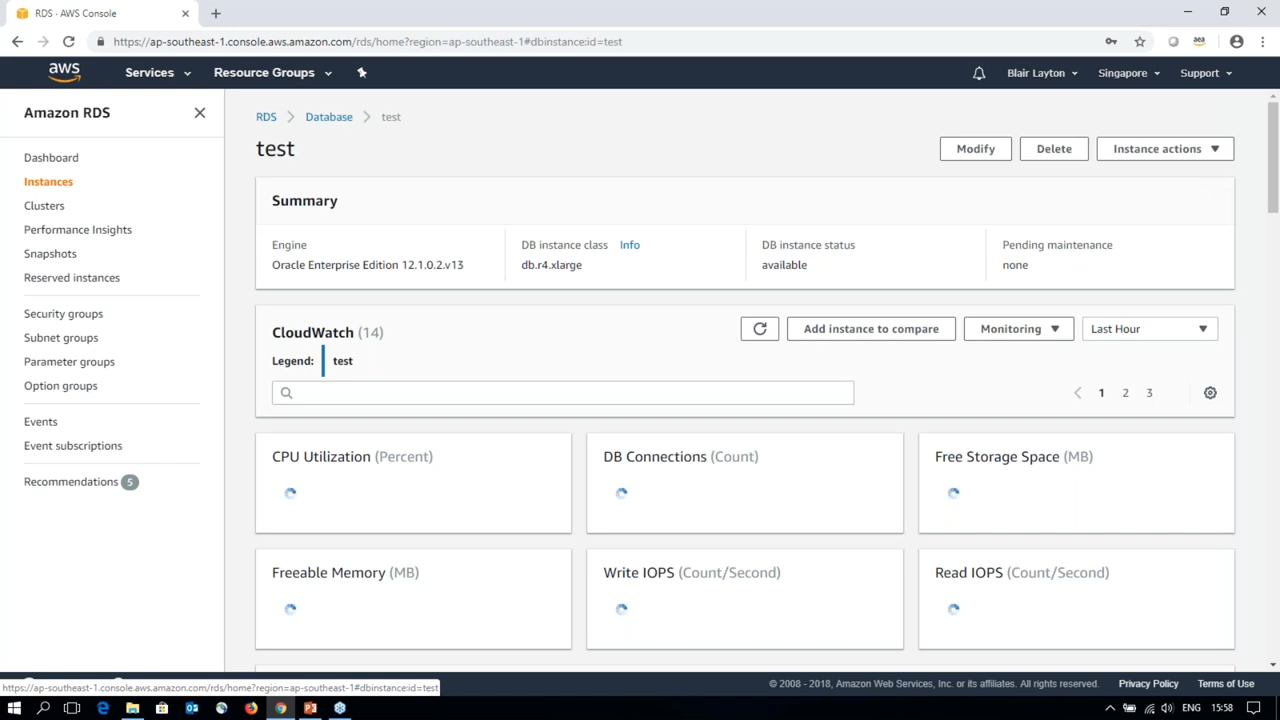 RDS · AWS Console
https://ap-southeast-1.console.aws.amazon.com/rds/home?region=ap-southeast-1#dbinstance:id=test
aea
aws
Services
Resource Groups
Blair Layton
Singapore
Support
Amazon RDS
Dashboard
Instances
Clusters
Performance Insights
Snapshots
Reserved instances
Security groups
Subnet groups
Parameter groups
Option groups
Events
Event subscriptions
Recommendations 5
RDS Database test
test
Modify
Delete
Instance actions
Summary
Engine
Oracle Enterprise Edition 12.1.0.2.v13
DB instance class Info
db.r4.xlarge
DB instance status
available
Pending maintenance
none
CloudWatch (14)
Add instance to compare
Monitoring
Last Hour
Legend: test
1 2 3
CPU Utilization (Percent)
DB Connections (Count)
Free Storage Space (MB)
Freeable Memory (MB)
Write IOPS (Count/Second)
Read IOPS (Count/Second)
https://ap-southeast-1.console.aws.amazon.com/rds/home?region=ap-southeast-1#dbinstance:id=test
© 2008 - 2018, Amazon Web Services, Inc. or its affiliates. All rights reserved.
Privacy Policy
Terms of Use
ENG
15:58